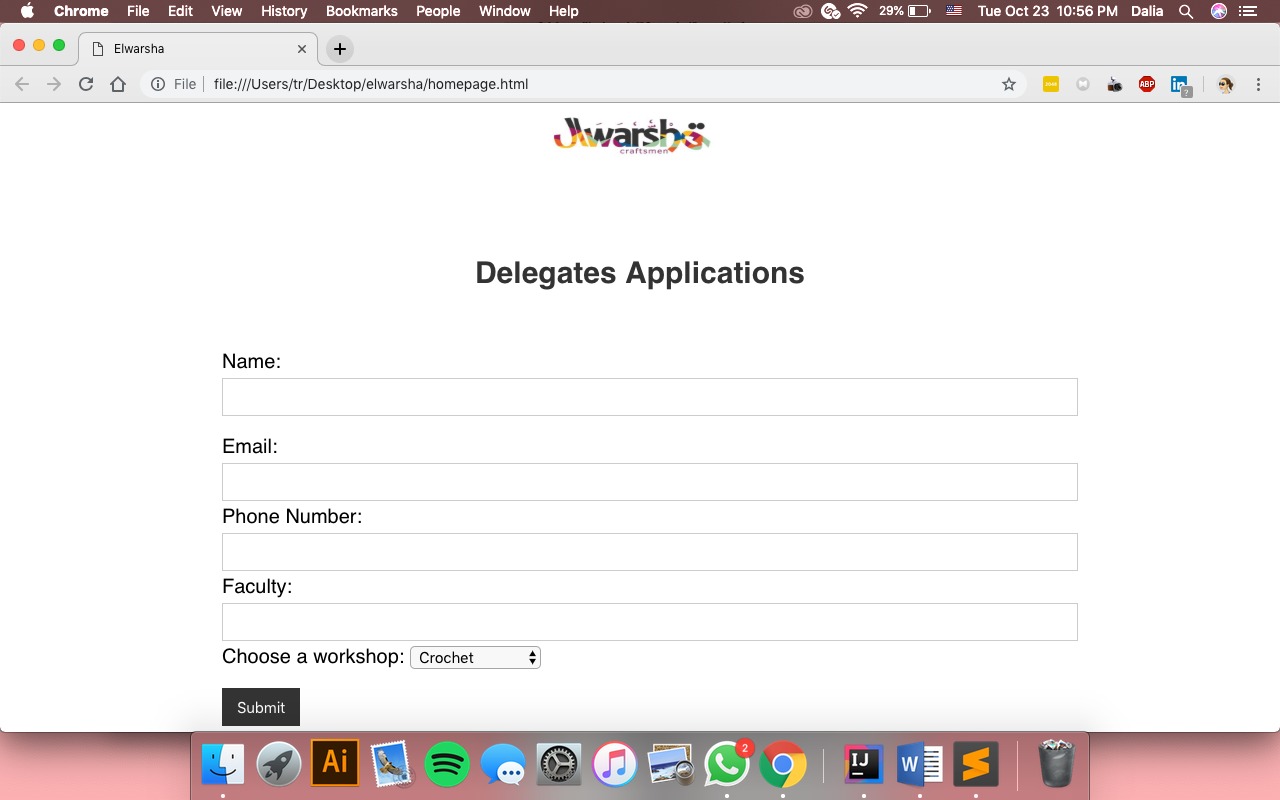 Chrome File Edit View History Bookmarks People Window Help 29% Tue Oct 23 10:56 PM Dalia
Elwarsha
File file:///Users/tr/Desktop/elwarsha/homepage.html ABP in ?
warsha
craftsmen
Delegates Applications
Name:
Email:
Phone Number:
Faculty:
Choose a workshop: Crochet
Submit
Ai 2 IJ W S